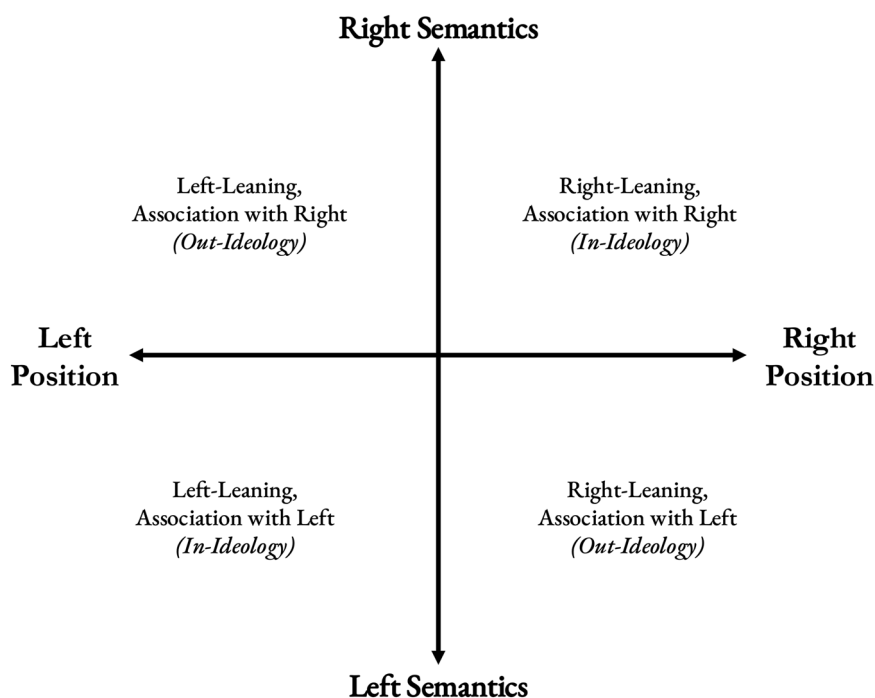 Right Semantics
Left-Leaning,
Association with Right
(Out-Ideology)
Right-Leaning,
Association with Right
(In-Ideology)
Left
Position
Right
Position
Left-Leaning,
Association with Left
(In-Ideology)
Right-Leaning,
Association with Left
(Out-Ideology)
Left Semantics